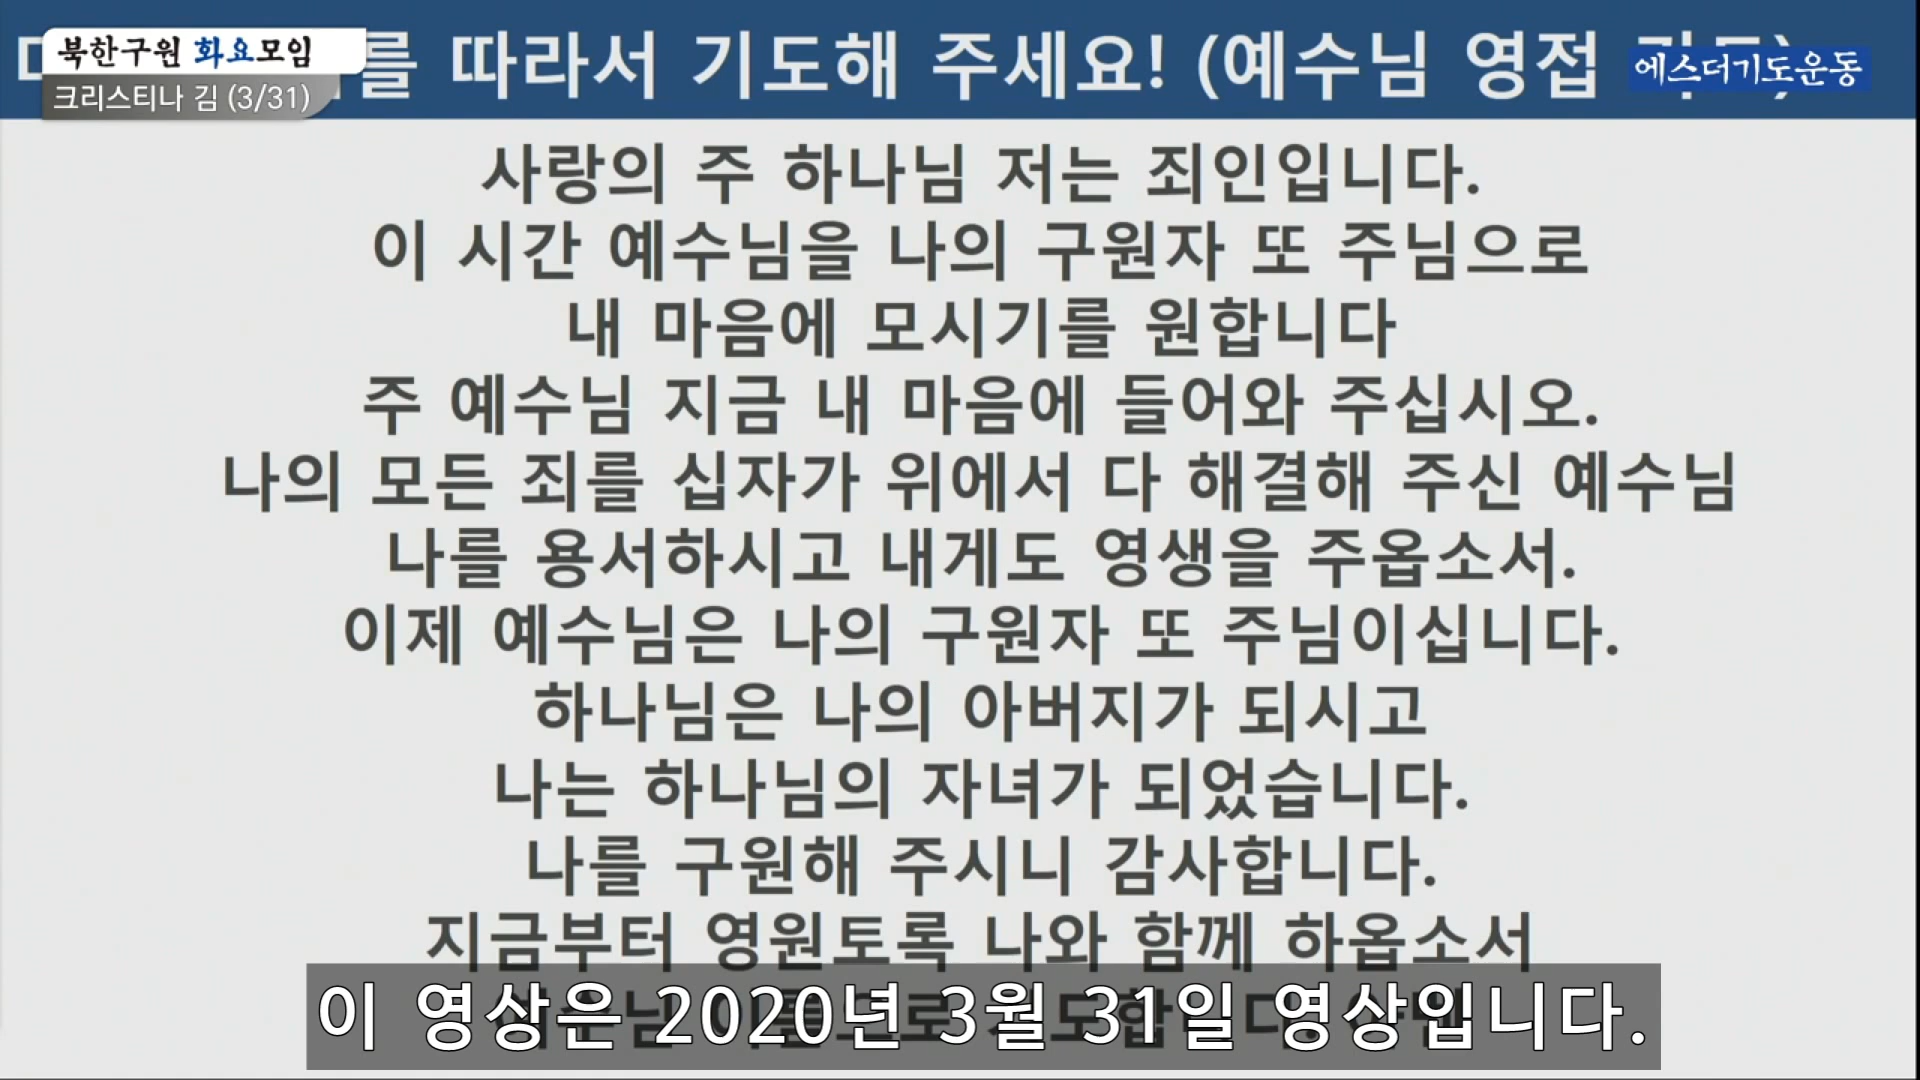 북한구원 화요모임
크리스티나 김 (3/31)
를 따라서 기도해 주세요! (예수님 영접
에스더기도운동
사랑의 주 하나님 저는 죄인입니다.
이 시간 예수님을 나의 구원자 또 주님으로
내 마음에 모시기를 원합니다
주 예수님 지금 내 마음에 들어와 주십시오.
나의 모든 죄를 십자가 위에서 다 해결해 주신 예수님
나를 용서하시고 내게도 영생을 주옵소서.
이제 예수님은 나의 구원자 또 주님이십니다.
하나님은 나의 아버지가 되시고
나는 하나님의 자녀가 되었습니다.
나를 구원해 주시니 감사합니다.
지금부터 영원토록 나와 함께 하옵소서
이 영상은 2020년 3월 31일 영상입니다.